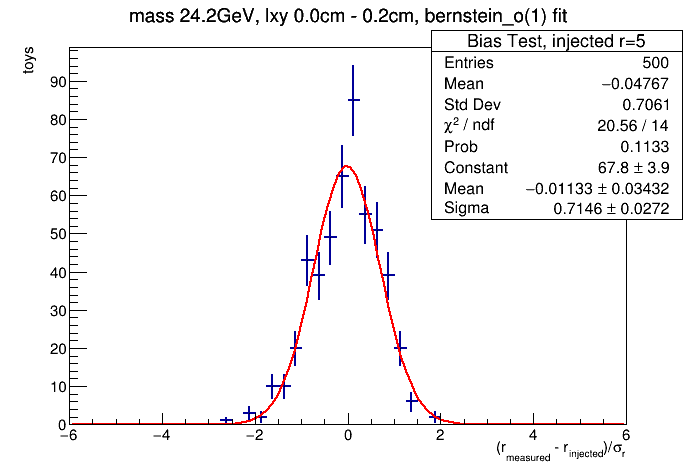 mass 24.2GeV, lxy 0.0cm - 0.2cm, bernstein_o(1) fit
Bias Test, injected r=5
Entries 500
Mean −0.04767
Std Dev 0.7061
χ² / ndf 20.56 / 14
Prob 0.1133
Constant 67.8 ± 3.9
Mean −0.01133 ± 0.03432
Sigma 0.7146 ± 0.0272
toys
90
80
70
60
50
40
30
20
10
0
−6 −4 −2 0 2 4 6
(r_measured - r_injected)/σ_r